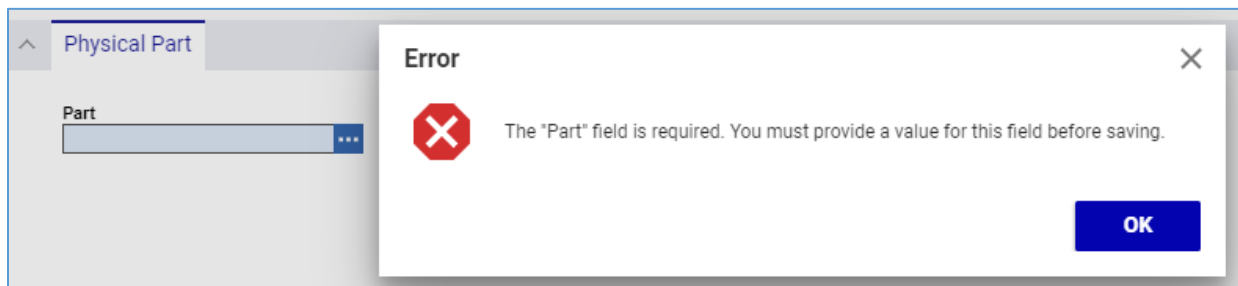 Physical Part
Part
Error
The "Part" field is required. You must provide a value for this field before saving.
OK